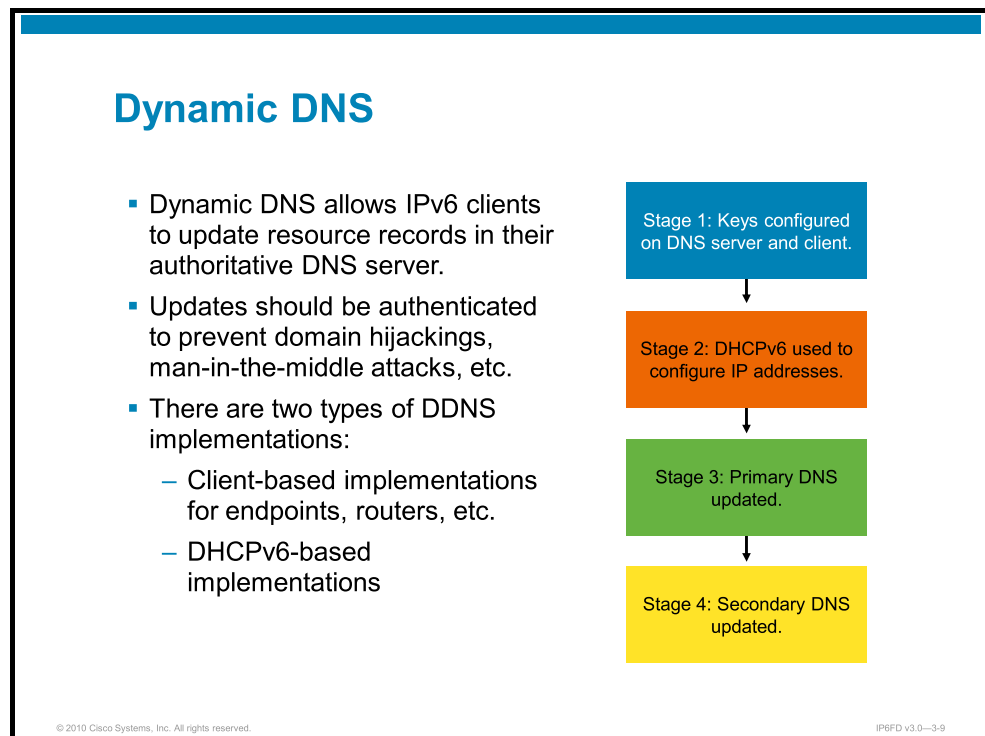 Dynamic DNS
▪ Dynamic DNS allows IPv6 clients
to update resource records in their
authoritative DNS server.
▪ Updates should be authenticated
to prevent domain hijackings,
man-in-the-middle attacks, etc.
▪ There are two types of DDNS
implementations:
– Client-based implementations
for endpoints, routers, etc.
– DHCPv6-based
implementations
Stage 1: Keys configured
on DNS server and client.
Stage 2: DHCPv6 used to
configure IP addresses.
Stage 3: Primary DNS
updated.
Stage 4: Secondary DNS
updated.
© 2010 Cisco Systems, Inc. All rights reserved.
IP6FD v3.0—3-9